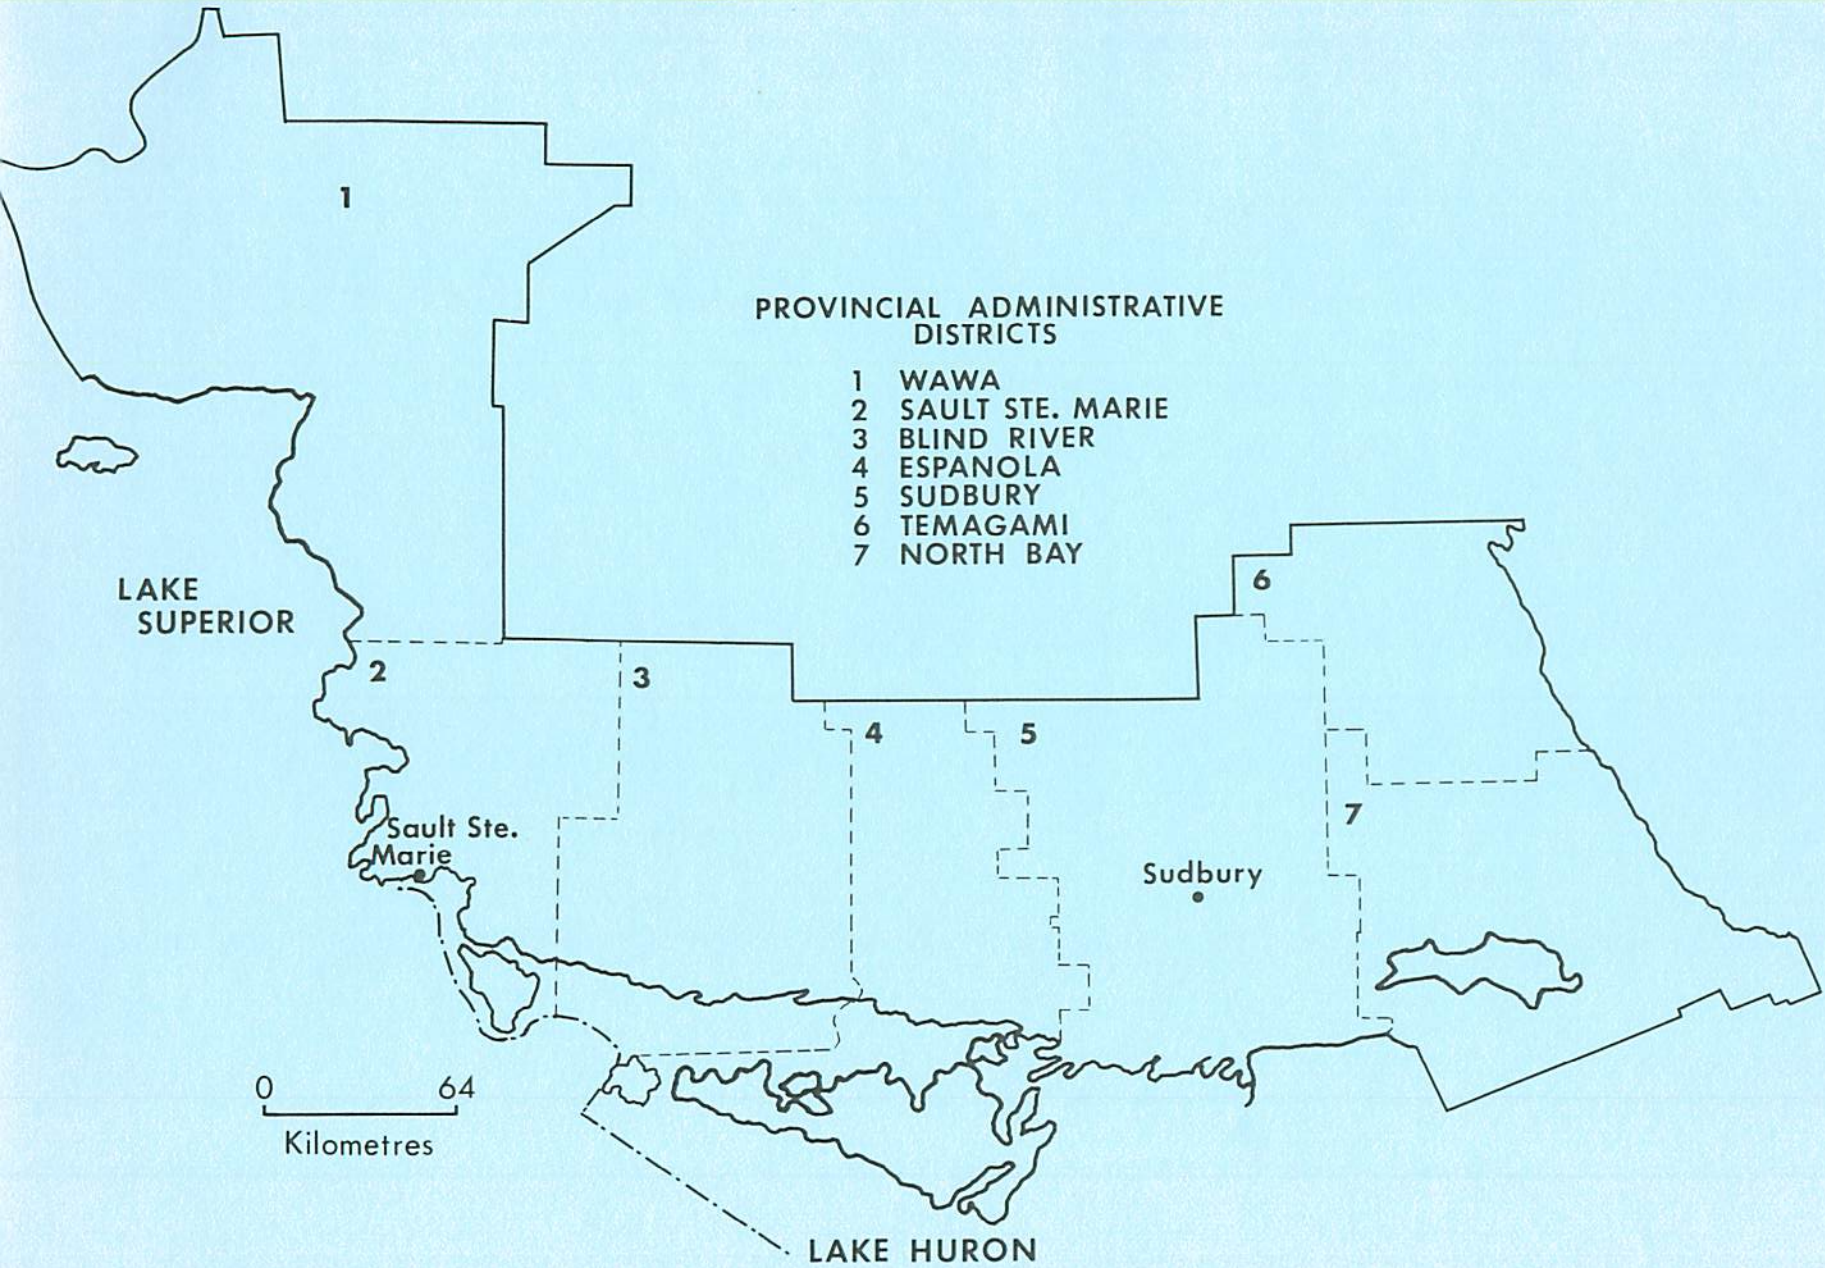 1
PROVINCIAL ADMINISTRATIVE
DISTRICTS
1 WAWA
2 SAULT STE. MARIE
3 BLIND RIVER
4 ESPANOLA
5 SUDBURY
6 TEMAGAMI
7 NORTH BAY
LAKE
SUPERIOR
6
2
3
4
5
7
Sault Ste.
Marie
Sudbury
0 64
Kilometres
LAKE HURON